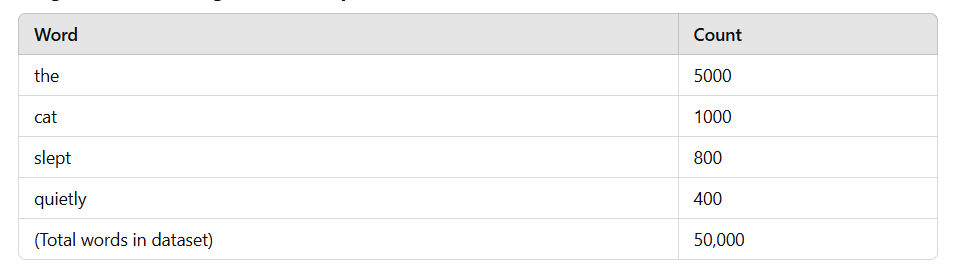 Word Count
the 5000
cat 1000
slept 800
quietly 400
(Total words in dataset) 50,000